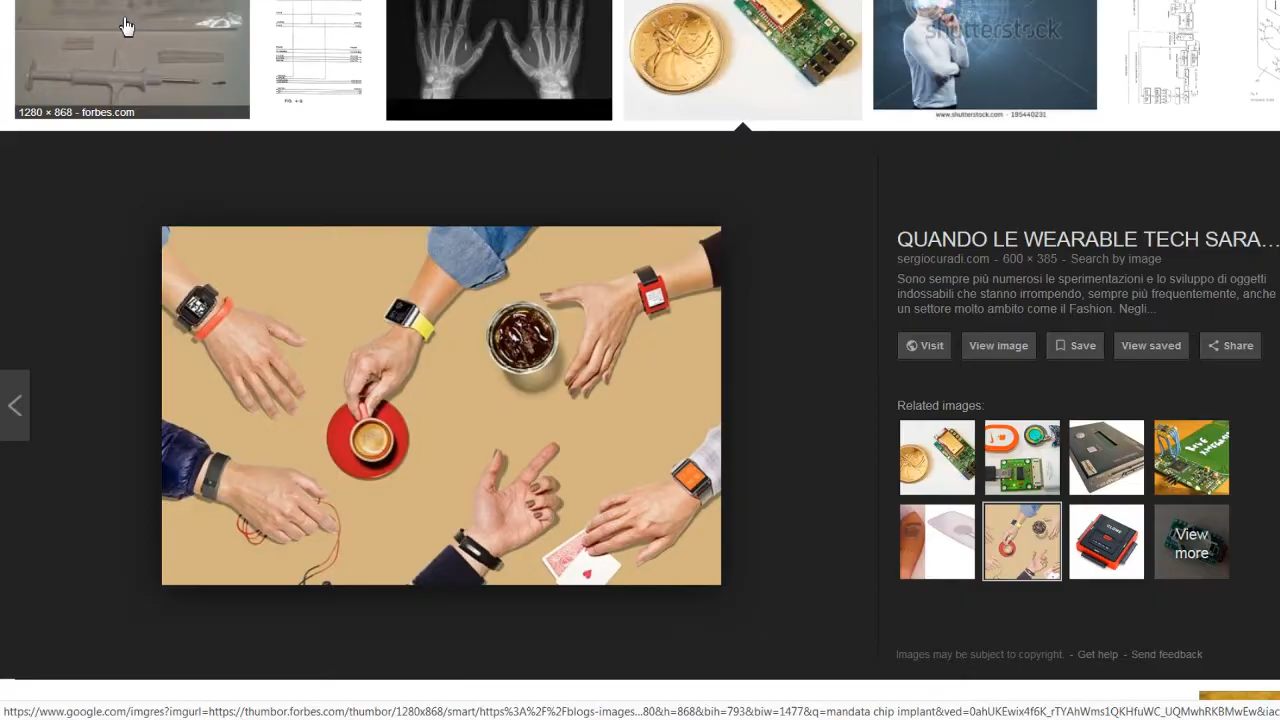 shutterstock
1280 × 868 - forbes.com
FIG. 4-6
www.shutterstock.com · 195440231
QUANDO LE WEARABLE TECH SARA...
sergiocuradi.com - 600 × 385 - Search by image
Sono sempre più numerosi le sperimentazioni e lo sviluppo di oggetti
indossabili che stanno irrompendo, sempre più frequentemente, anche
un settore molto ambito come il Fashion. Negli...
Visit View image Save View saved Share
Related images:
CLONE
View
more
Images may be subject to copyright. - Get help - Send feedback
https://www.google.com/imgres?imgurl=https://thumbor.forbes.com/thumbor/1280x868/smart/https%3A%2F%2Fblogs-images...80&h=868&bih=793&biw=1477&q=mandata chip implant&ved=0ahUKEwix4f6K_rTYAhWms1QKHfuWC_UQMwhRKBMwEw&iac